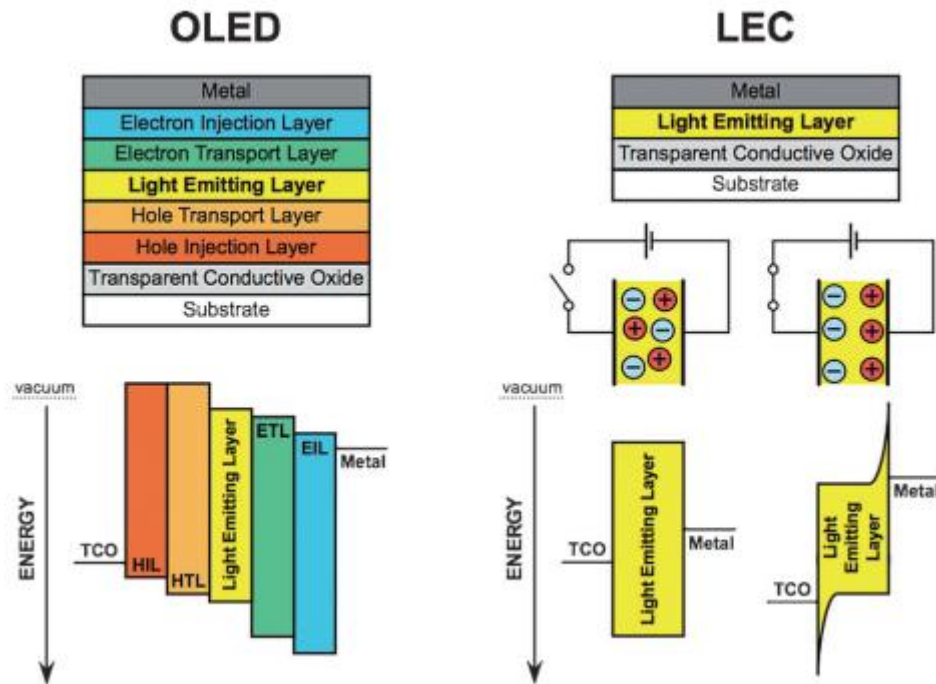 OLED
Metal
Electron Injection Layer
Electron Transport Layer
Light Emitting Layer
Hole Transport Layer
Hole Injection Layer
Transparent Conductive Oxide
Substrate
vacuum
ENERGY
TCO
HIL
HTL
Light Emitting Layer
ETL
EIL
Metal
LEC
Metal
Light Emitting Layer
Transparent Conductive Oxide
Substrate
− +
+ −
− +
− +
− +
− +
vacuum
ENERGY
TCO
Light Emitting Layer
Metal
TCO
Light
Emitting
Layer
Metal